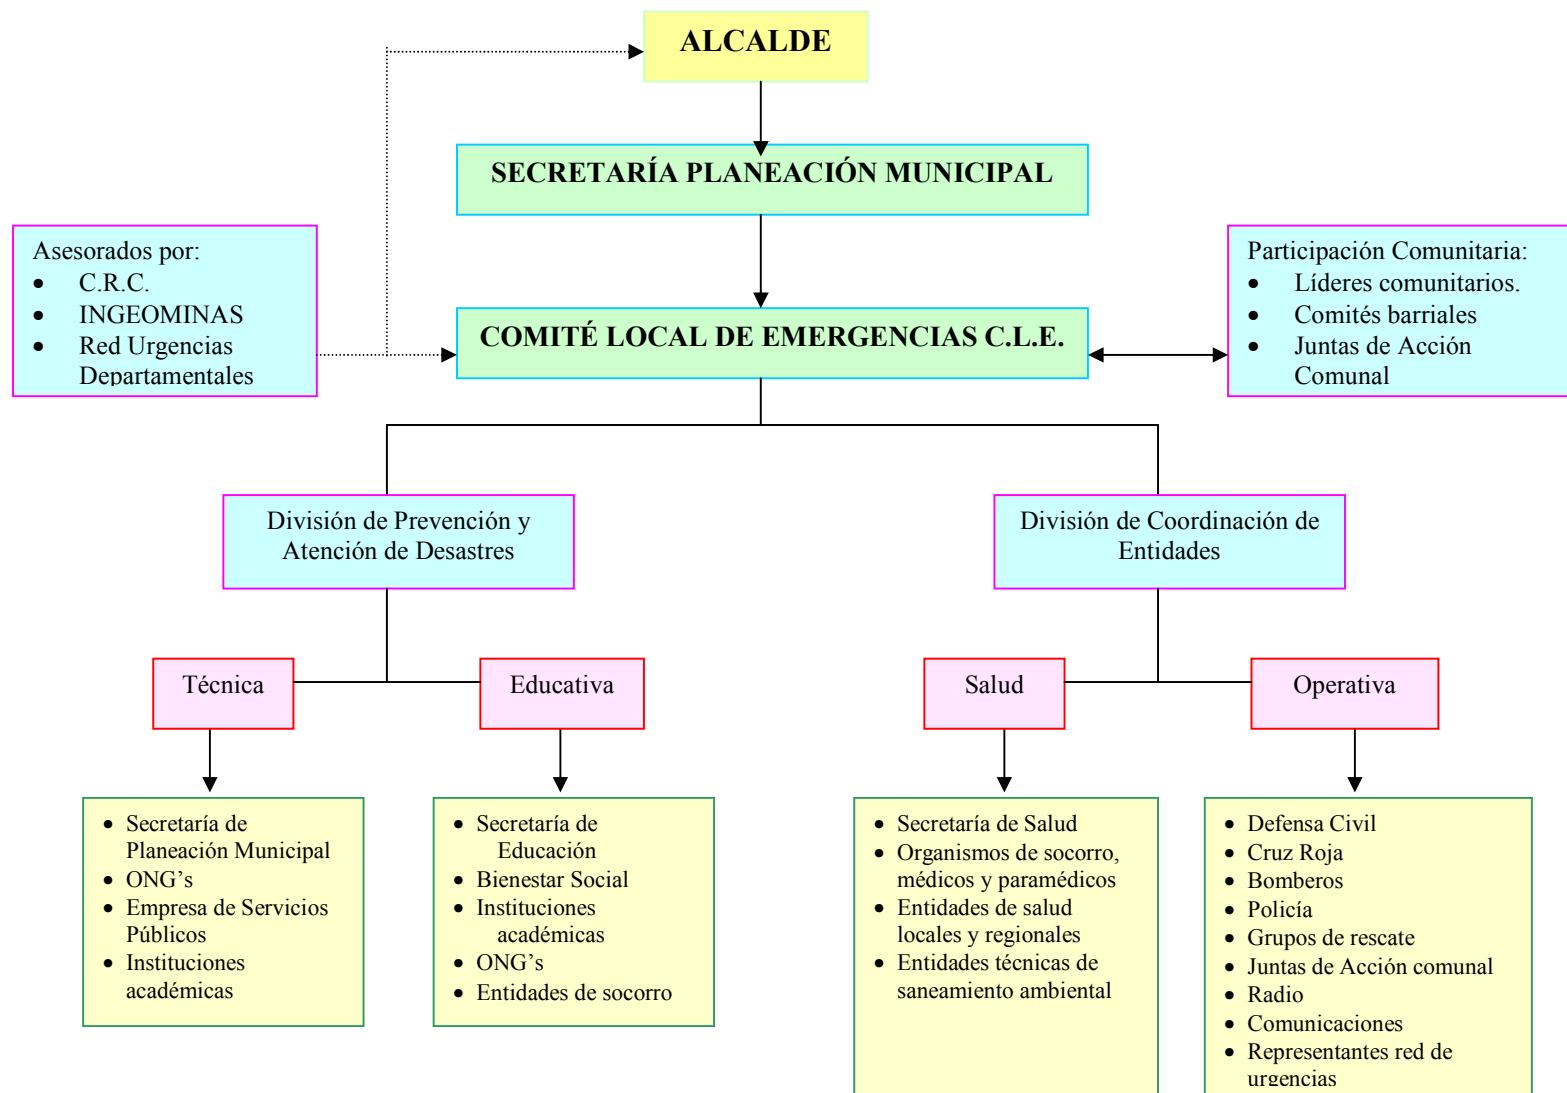 ALCALDE
SECRETARÍA PLANEACIÓN MUNICIPAL
Asesorados por:
• C.R.C.
• INGEOMINAS
• Red Urgencias
Departamentales
COMITÉ LOCAL DE EMERGENCIAS C.L.E.
Participación Comunitaria:
• Líderes comunitarios.
• Comités barriales
• Juntas de Acción
Comunal
División de Prevención y
Atención de Desastres
División de Coordinación de
Entidades
Técnica
Educativa
Salud
Operativa
• Secretaría de
Planeación Municipal
• ONG’s
• Empresa de Servicios
Públicos
• Instituciones
académicas
• Secretaría de
Educación
• Bienestar Social
• Instituciones
académicas
• ONG’s
• Entidades de socorro
• Secretaría de Salud
• Organismos de socorro,
médicos y paramédicos
• Entidades de salud
locales y regionales
• Entidades técnicas de
saneamiento ambiental
• Defensa Civil
• Cruz Roja
• Bomberos
• Policía
• Grupos de rescate
• Juntas de Acción comunal
• Radio
• Comunicaciones
• Representantes red de
urgencias